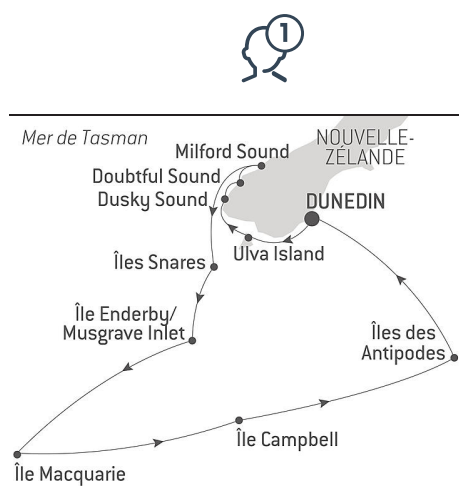 1
Mer de Tasman
NOUVELLE-
ZÉLANDE
Milford Sound
Doubtful Sound
Dusky Sound
DUNEDIN
Ulva Island
Îles Snares
Île Enderby/
Musgrave Inlet
Îles des
Antipodes
Île Campbell
Île Macquarie